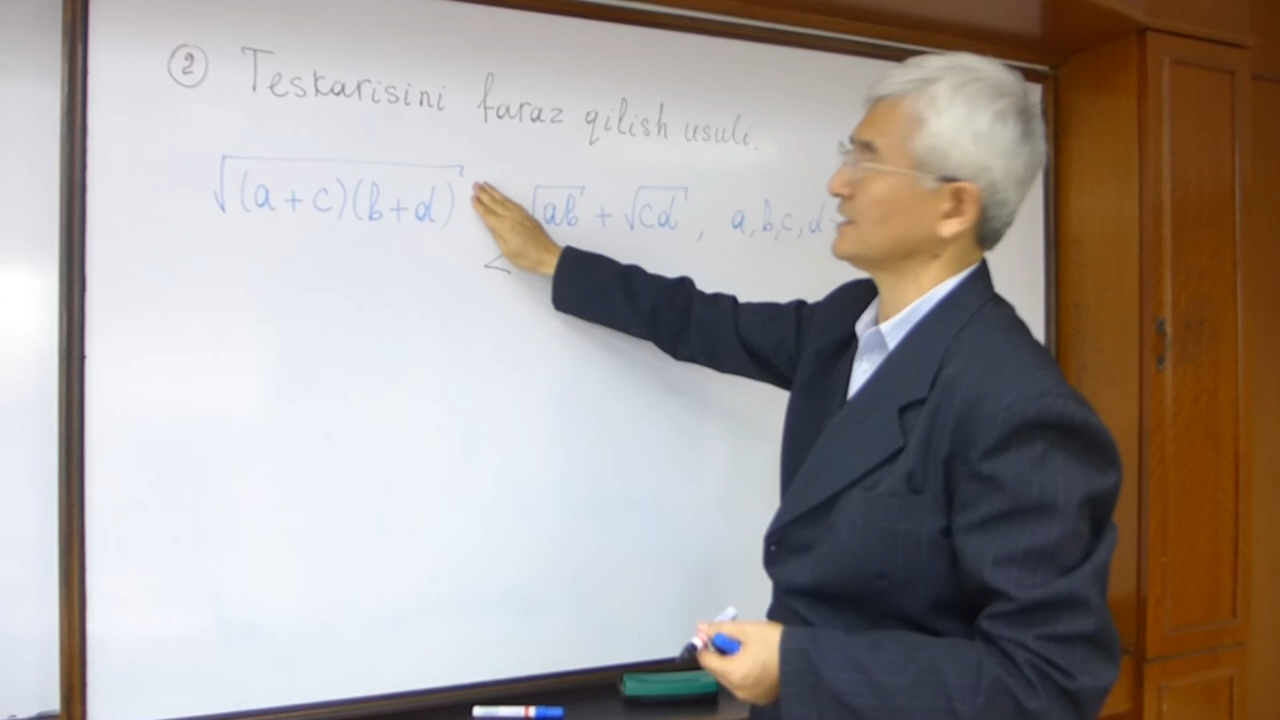 ② Teskarisini faraz qilish usuli.
√(a+c)(b+d) √ab + √cd , a,b,c,d
<